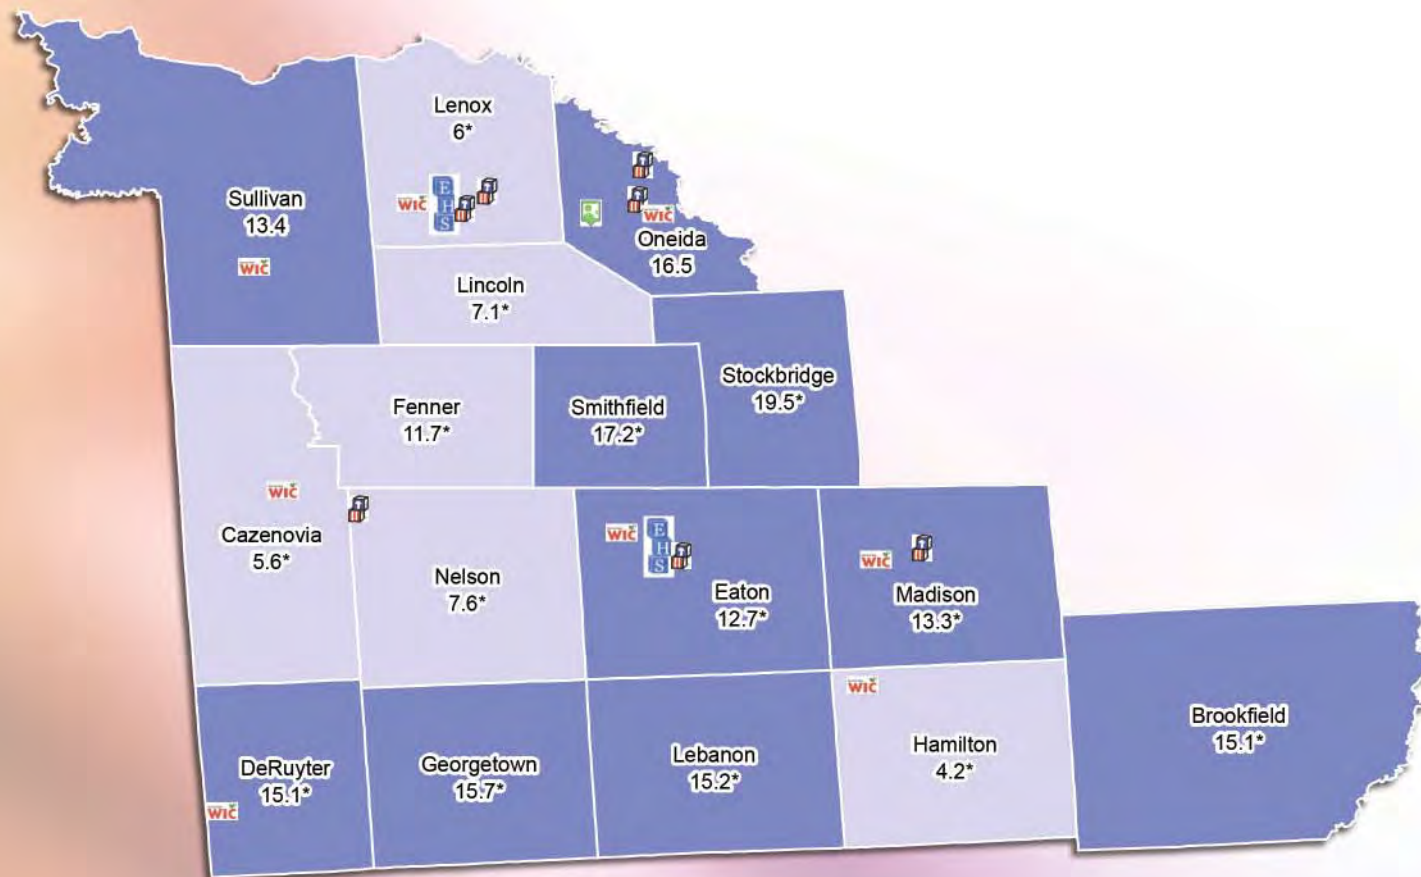 Lenox
6*
WIC
E
H
S
Sullivan
13.4
WIC
WIC
Oneida
16.5
Lincoln
7.1*
Stockbridge
19.5*
Fenner
11.7*
Smithfield
17.2*
WIC
Cazenovia
5.6*
Nelson
7.6*
WIC
E
H
S
Eaton
12.7*
WIC
Madison
13.3*
WIC
Hamilton
4.2*
Brookfield
15.1*
DeRuyter
15.1*
WIC
Georgetown
15.7*
Lebanon
15.2*